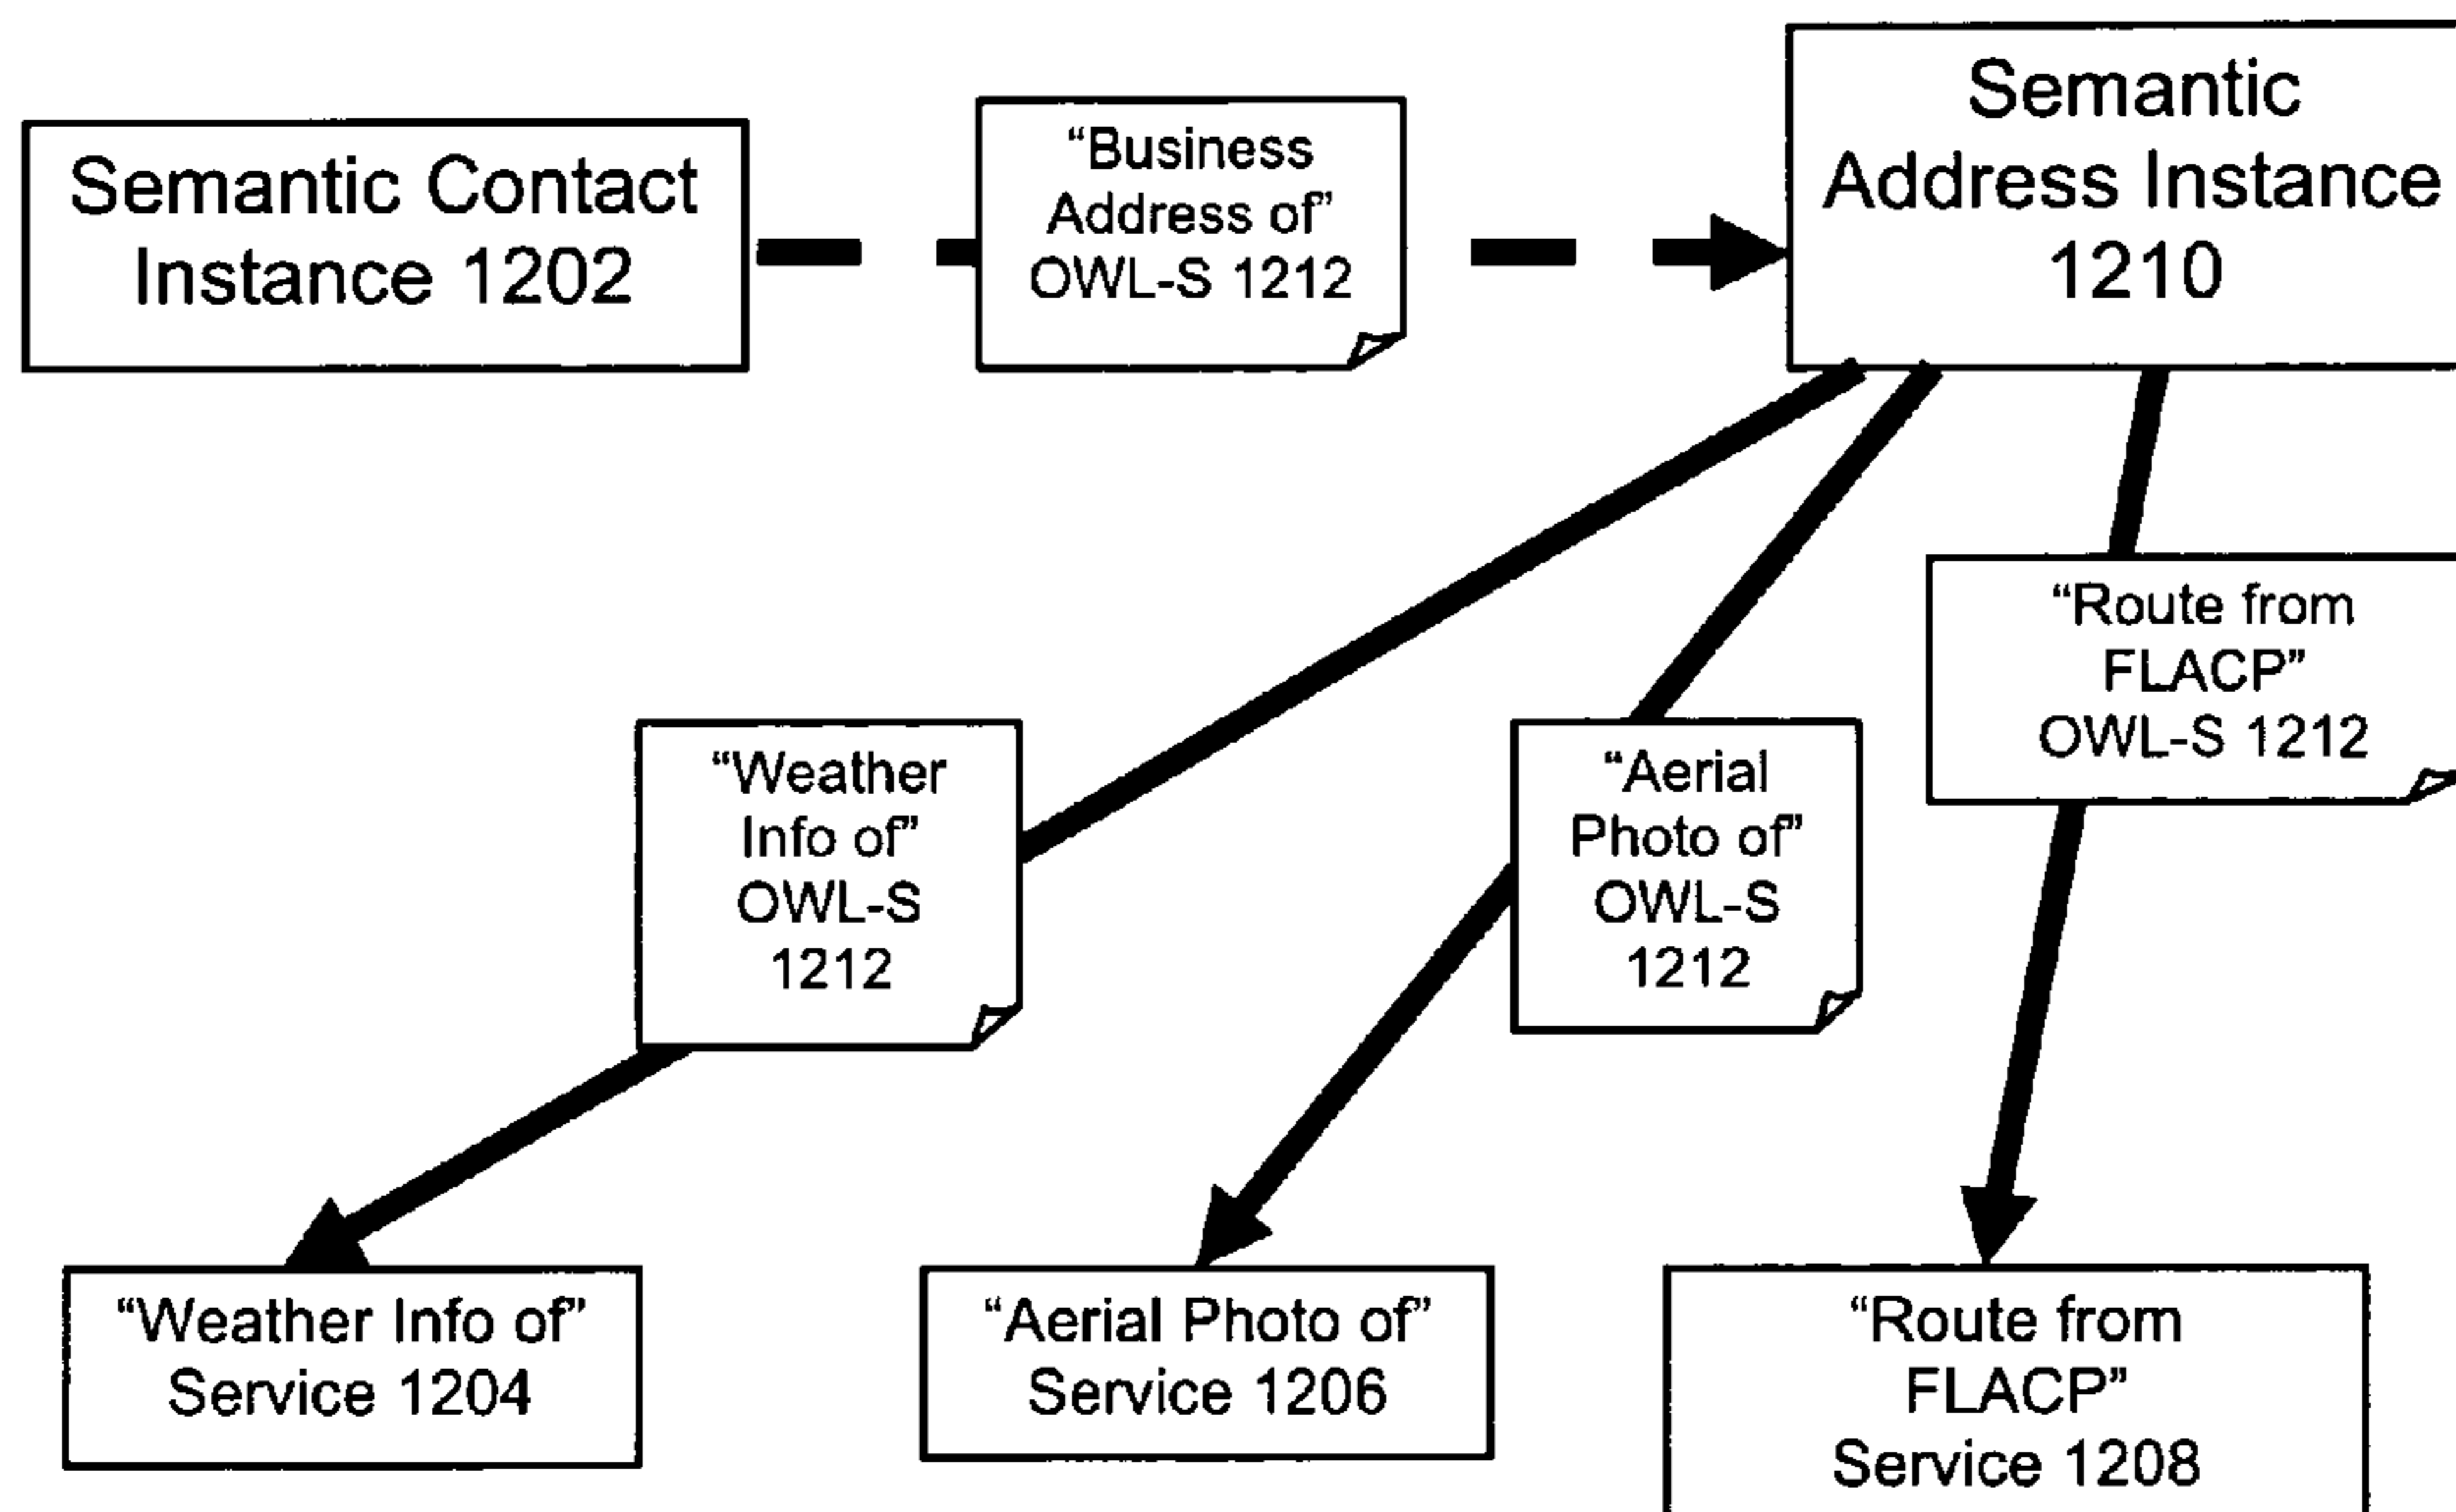 Semantic Contact
Instance 1202
“Business
Address of”
OWL-S 1212
Semantic
Address Instance
1210
“Route from
FLACP”
OWL-S 1212
“Weather
Info of”
OWL-S
1212
“Aerial
Photo of”
OWL-S
1212
“Weather Info of”
Service 1204
“Aerial Photo of”
Service 1206
“Route from
FLACP”
Service 1208